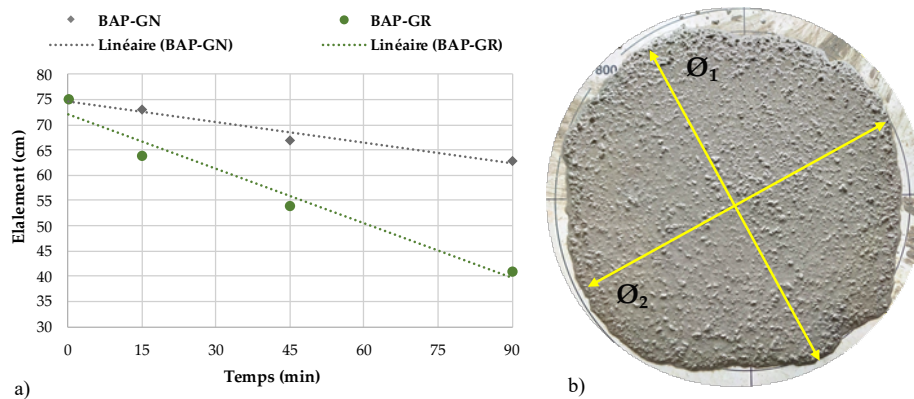 BAP-GN
BAP-GR
Linéaire (BAP-GN)
Linéaire (BAP-GR)
80
75
70
65
60
55
50
45
40
35
30
Elalement (cm)
0
15
30
45
60
75
90
Temps (min)
a)
600
Ø1
Ø2
b)